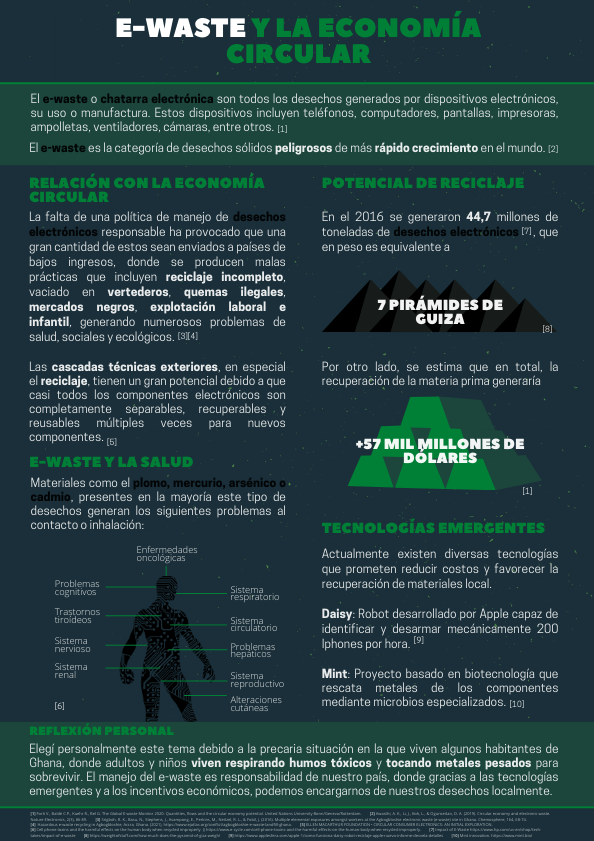 E-WASTE Y LA ECONOMÍA
CIRCULAR
El e-waste o chatarra electrónica son todos los desechos generados por dispositivos electrónicos,
su uso o manufactura. Estos dispositivos incluyen teléfonos, computadores, pantallas, impresoras,
ampolletas, ventiladores, cámaras, entre otros. [1]
El e-waste es la categoría de desechos sólidos peligrosos de más rápido crecimiento en el mundo. [2]
RELACIÓN CON LA ECONOMÍA
CIRCULAR
La falta de una política de manejo de desechos
electrónicos responsable ha provocado que una
gran cantidad de estos sean enviados a países de
bajos ingresos, donde se producen malas
prácticas que incluyen reciclaje incompleto,
vaciado en vertederos, quemas ilegales,
mercados negros, explotación laboral e
infantil, generando numerosos problemas de
salud, sociales y ecológicos. [3][4]
Las cascadas técnicas exteriores, en especial
el reciclaje, tienen un gran potencial debido a que
casi todos los componentes electrónicos son
completamente separables, recuperables y
reusables múltiples veces para nuevos
componentes. [5]
E-WASTE Y LA SALUD
Materiales como el plomo, mercurio, arsénico o
cadmio, presentes en la mayoría este tipo de
desechos generan los siguientes problemas al
contacto o inhalación:
Enfermedades
oncológicas
Problemas
cognitivos
Trastornos
tiroideos
Sistema
nervioso
Sistema
renal
Sistema
respiratorio
Sistema
circulatorio
Problemas
hepáticos
Sistema
reproductivo
Alteraciones
cutáneas
[6]
POTENCIAL DE RECICLAJE
En el 2016 se generaron 44,7 millones de
toneladas de desechos electrónicos [7], que
en peso es equivalente a
7 PIRÁMIDES DE
GUIZA
[8]
Por otro lado, se estima que en total, la
recuperación de la materia prima generaría
+57 MIL MILLONES DE
DÓLARES
[1]
TECNOLOGÍAS EMERGENTES
Actualmente existen diversas tecnologías
que prometen reducir costos y favorecer la
recuperación de materiales local.
Daisy: Robot desarrollado por Apple capaz de
identificar y desarmar mecánicamente 200
Iphones por hora. [9]
Mint: Proyecto basado en biotecnología que
rescata metales de los componentes
mediante microbios especializados. [10]
REFLEXIÓN PERSONAL
Elegí personalmente este tema debido a la precaria situación en la que viven algunos habitantes de
Ghana, donde adultos y niños viven respirando humos tóxicos y tocando metales pesados para
sobrevivir. El manejo del e-waste es responsabilidad de nuestro país, donde gracias a las tecnologías
emergentes y a los incentivos económicos, podemos encargarnos de nuestros desechos localmente.